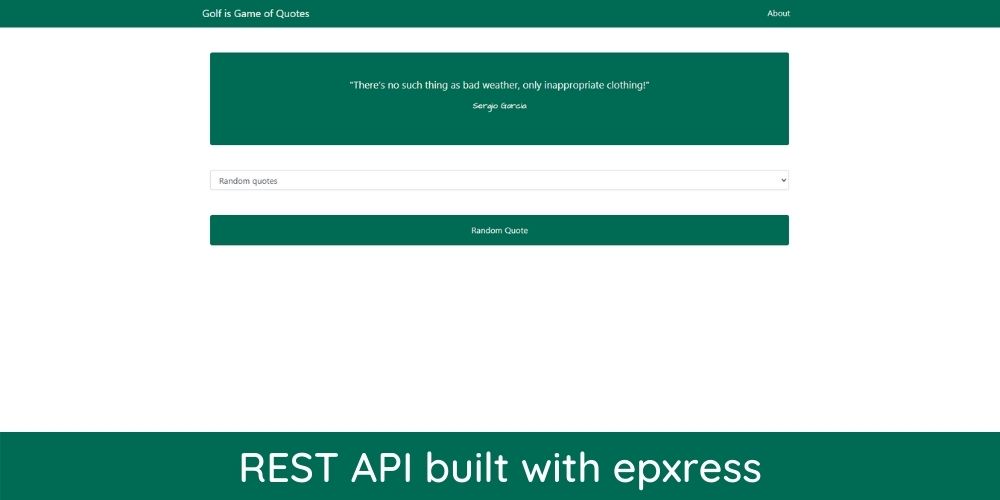 Golf is Game of Quotes
About
"There's no such thing as bad weather, only inappropriate clothing!"
Sergio Garcia
Random quotes
Random Quote
REST API built with epxress